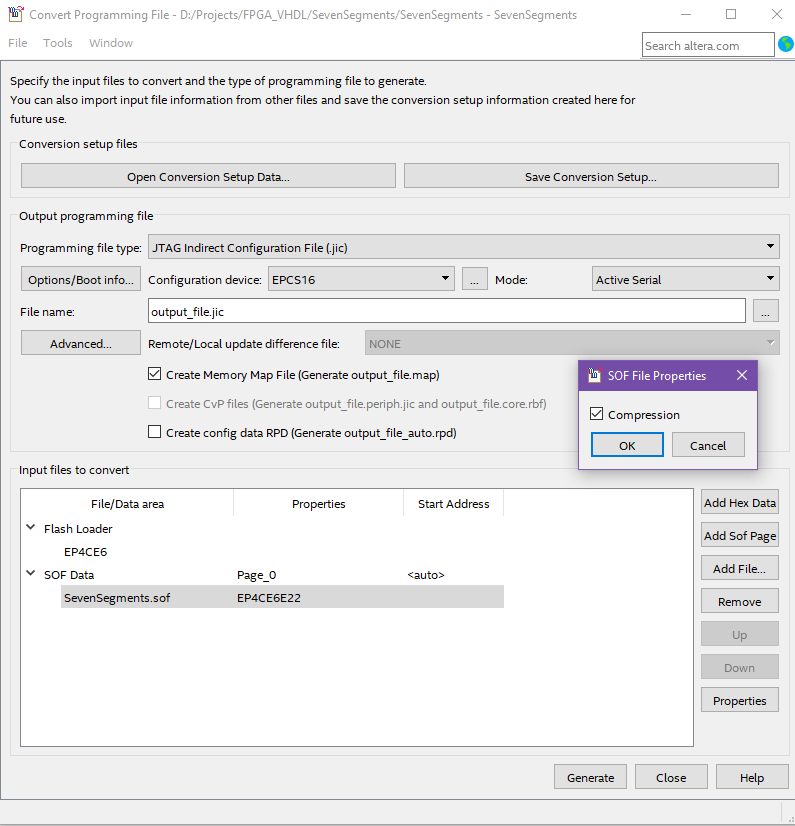 Convert Programming File - D:/Projects/FPGA_VHDL/SevenSegments/SevenSegments - SevenSegments
File Tools Window
Search altera.com
Specify the input files to convert and the type of programming file to generate.
You can also import input file information from other files and save the conversion setup information created here for
future use.
Conversion setup files
Open Conversion Setup Data... Save Conversion Setup...
Output programming file
Programming file type: JTAG Indirect Configuration File (.jic)
Options/Boot info... Configuration device: EPCS16 ... Mode: Active Serial
File name: output_file.jic ...
Advanced... Remote/Local update difference file: NONE
Create Memory Map File (Generate output_file.map)
Create CvP files (Generate output_file.periph.jic and output_file.core.rbf)
Create config data RPD (Generate output_file_auto.rpd)
SOF File Properties
Compression
OK Cancel
Input files to convert
File/Data area Properties Start Address
Flash Loader
EP4CE6
SOF Data Page_0 <auto>
SevenSegments.sof EP4CE6E22
Add Hex Data
Add Sof Page
Add File...
Remove
Up
Down
Properties
Generate Close Help